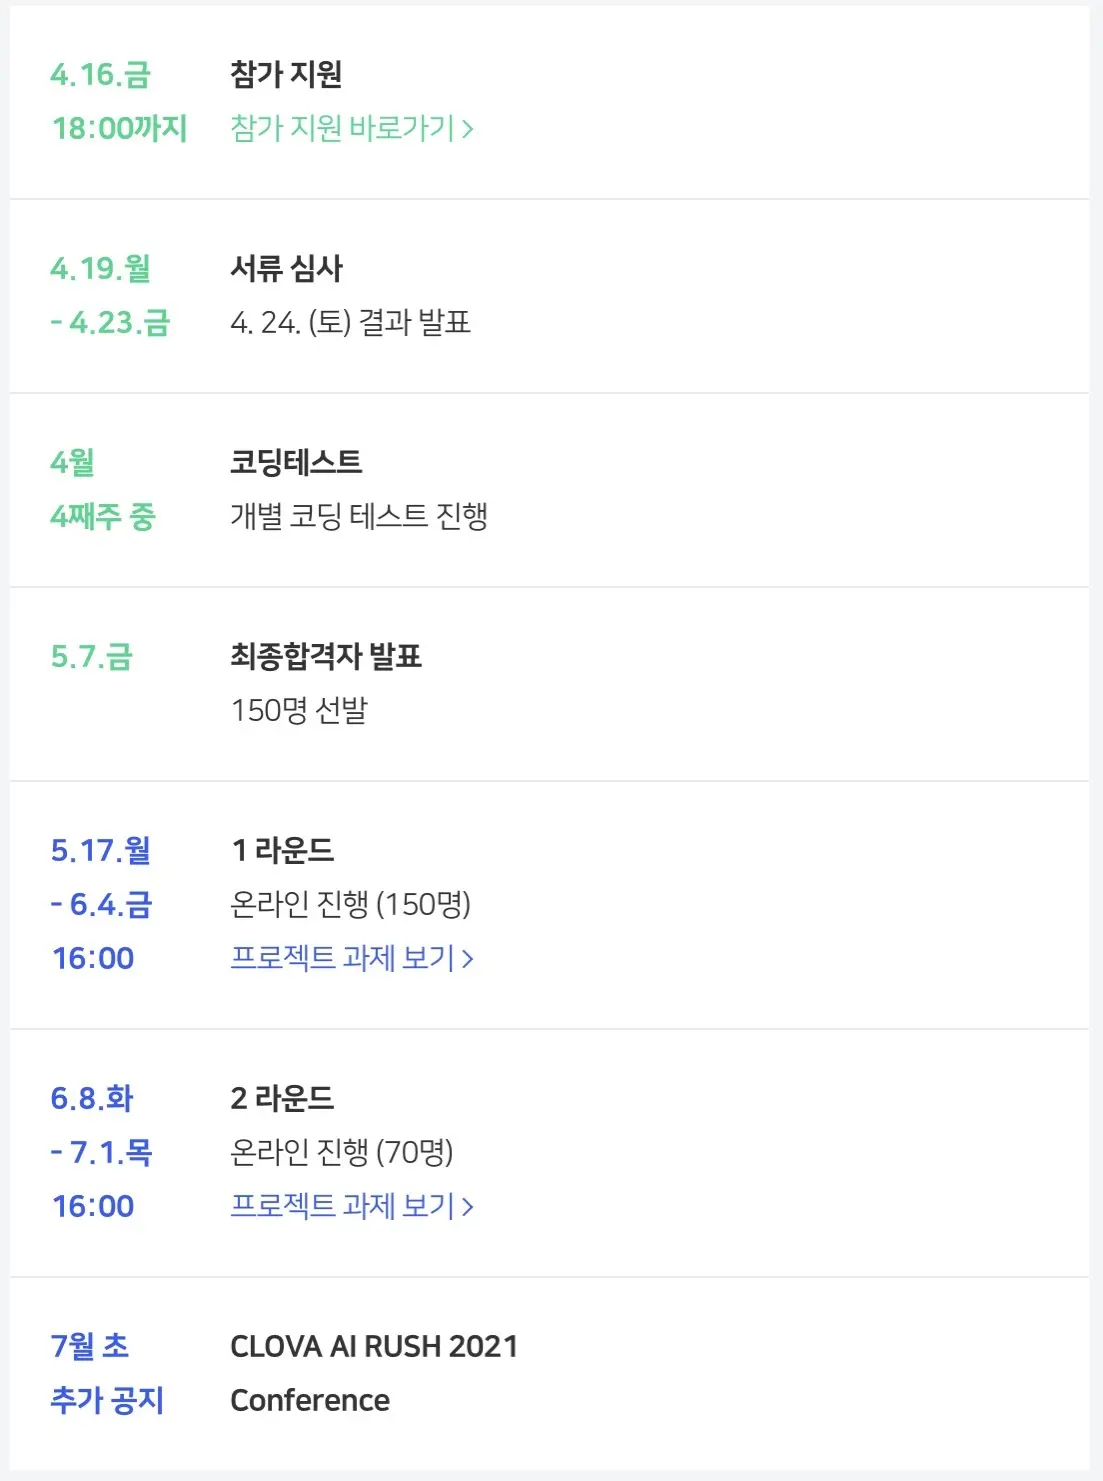 4.16.금
18:00까지
참가 지원
참가 지원 바로가기 >
4.19.월
- 4.23.금
서류 심사
4. 24. (토) 결과 발표
4월
4째주 중
코딩테스트
개별 코딩 테스트 진행
5.7.금
최종합격자 발표
150명 선발
5.17.월
- 6.4.금
16:00
1 라운드
온라인 진행 (150명)
프로젝트 과제 보기 >
6.8.화
- 7.1.목
16:00
2 라운드
온라인 진행 (70명)
프로젝트 과제 보기 >
7월 초
추가 공지
CLOVA AI RUSH 2021
Conference